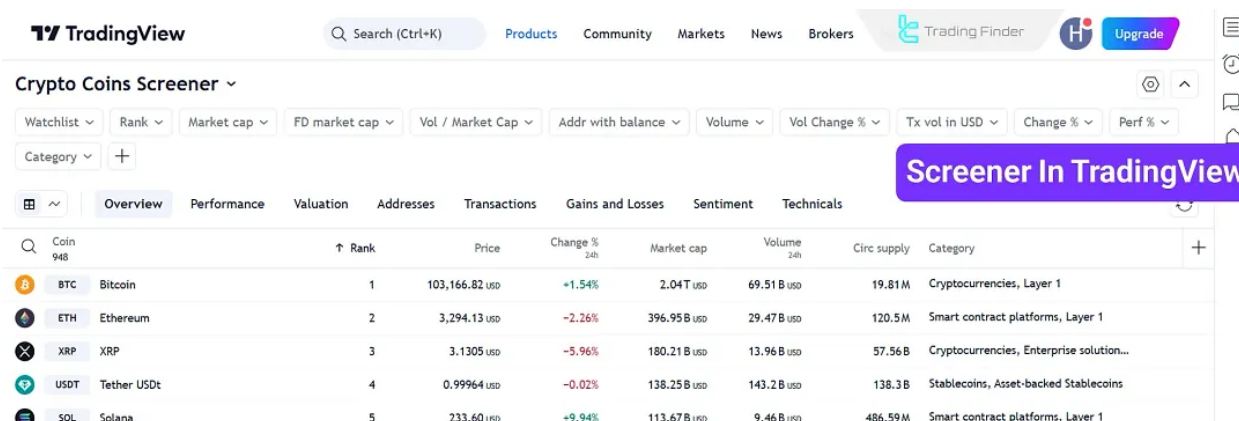 TradingView Search (Ctrl+K) Products Community Markets News Brokers Trading Finder H Upgrade
Crypto Coins Screener
Watchlist Rank Market cap FD market cap Vol / Market Cap Addr with balance Volume Vol Change % Tx vol in USD Change % Perf %
Category +
Screener In TradingView
Overview Performance Valuation Addresses Transactions Gains and Losses Sentiment Technicals
Coin ↑ Rank Price Change % Market cap Volume Circ supply Category +
948 24h 24h
BTC Bitcoin 1 103,166.82 USD +1.54% 2.04 T USD 69.51 B USD 19.81 M Cryptocurrencies, Layer 1
ETH Ethereum 2 3,294.13 USD −2.26% 396.95 B USD 29.47 B USD 120.5 M Smart contract platforms, Layer 1
XRP XRP 3 3.1305 USD −5.96% 180.21 B USD 13.96 B USD 57.56 B Cryptocurrencies, Enterprise solution...
USDT Tether USDt 4 0.99964 USD −0.02% 138.25 B USD 143.2 B USD 138.3 B Stablecoins, Asset-backed Stablecoins
SOL Solana 5 233.60 USD +9.94% 113.67 B USD 9.46 B USD 486.59 M Smart contract platforms, Layer 1